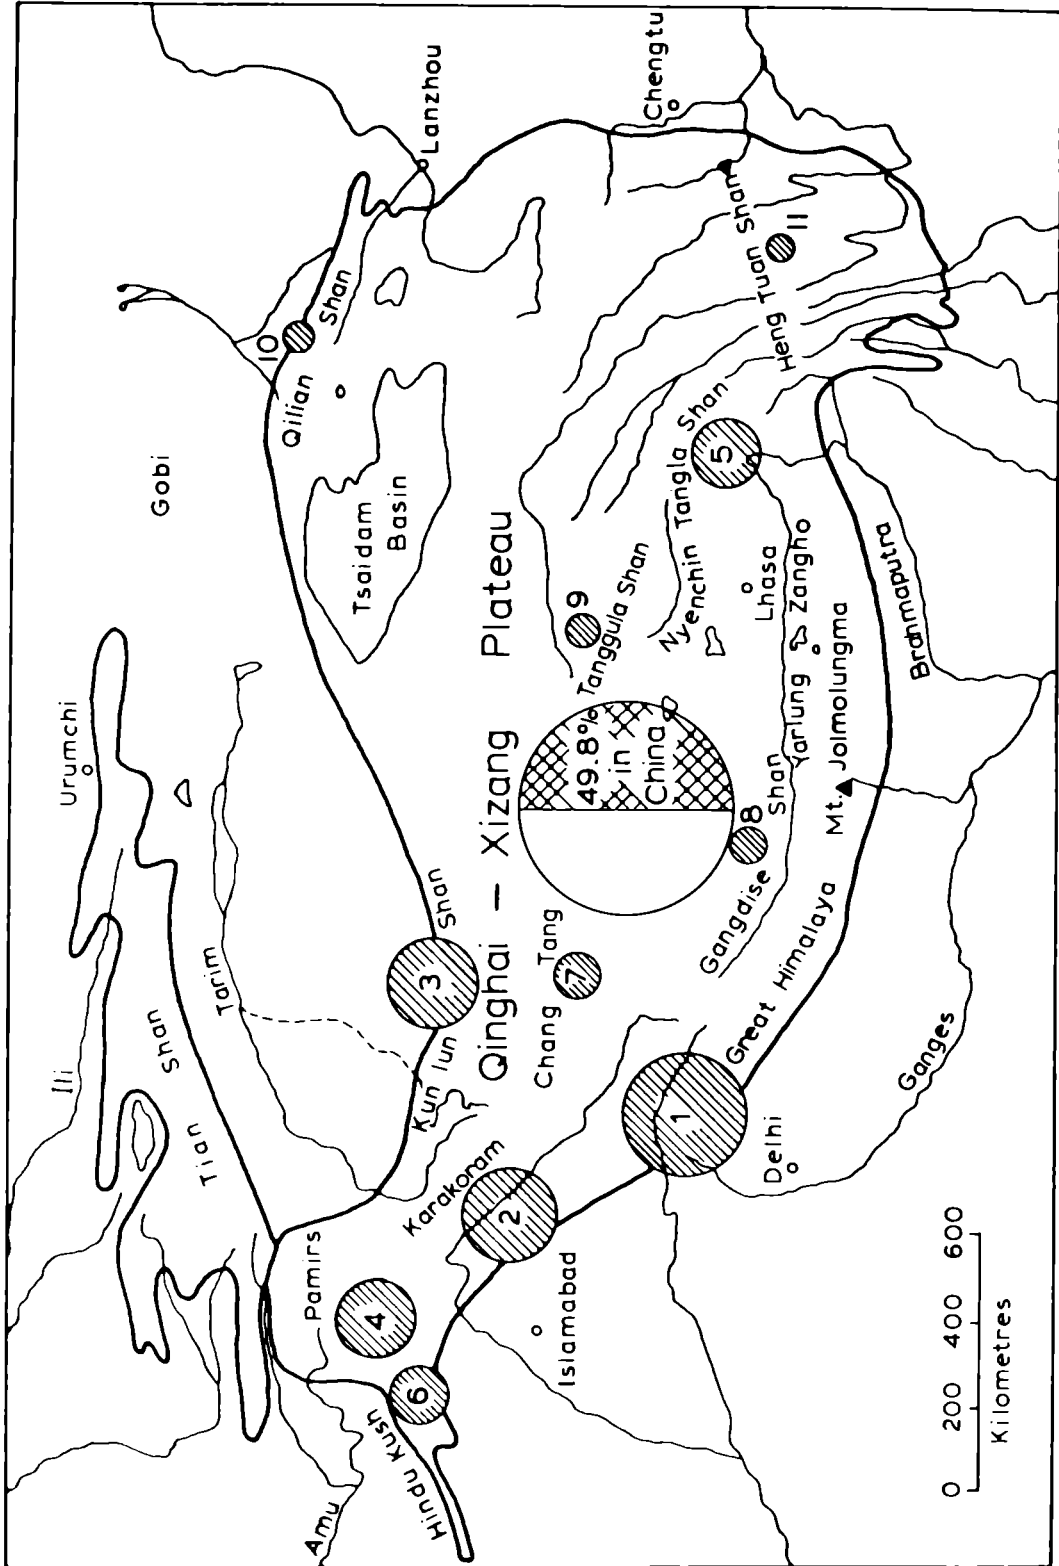 Urumchi
Ili
Tian Shan
Tarim
Gobi
Lanzhou
10
Qilian Shan
Tsaidam
Basin
Amu
Pamirs
4
6
Hindu Kush
Karakoram
2
Kun lun Shan
3
Qinghai – Xizang Plateau
Chang Tang
7
49.8%
in
China
9
Tanggula Shan
Nyenchin Tangla Shan
5
Chengtu
Heng Tuan Shan
11
Islamabad
1
Delhi
Great Himalaya
Gangdise Shan
8
Lhasa
Yarlung Zangho
Mt. Jolmolungma
Brahmaputra
Ganges
0 200 400 600
Kilometres